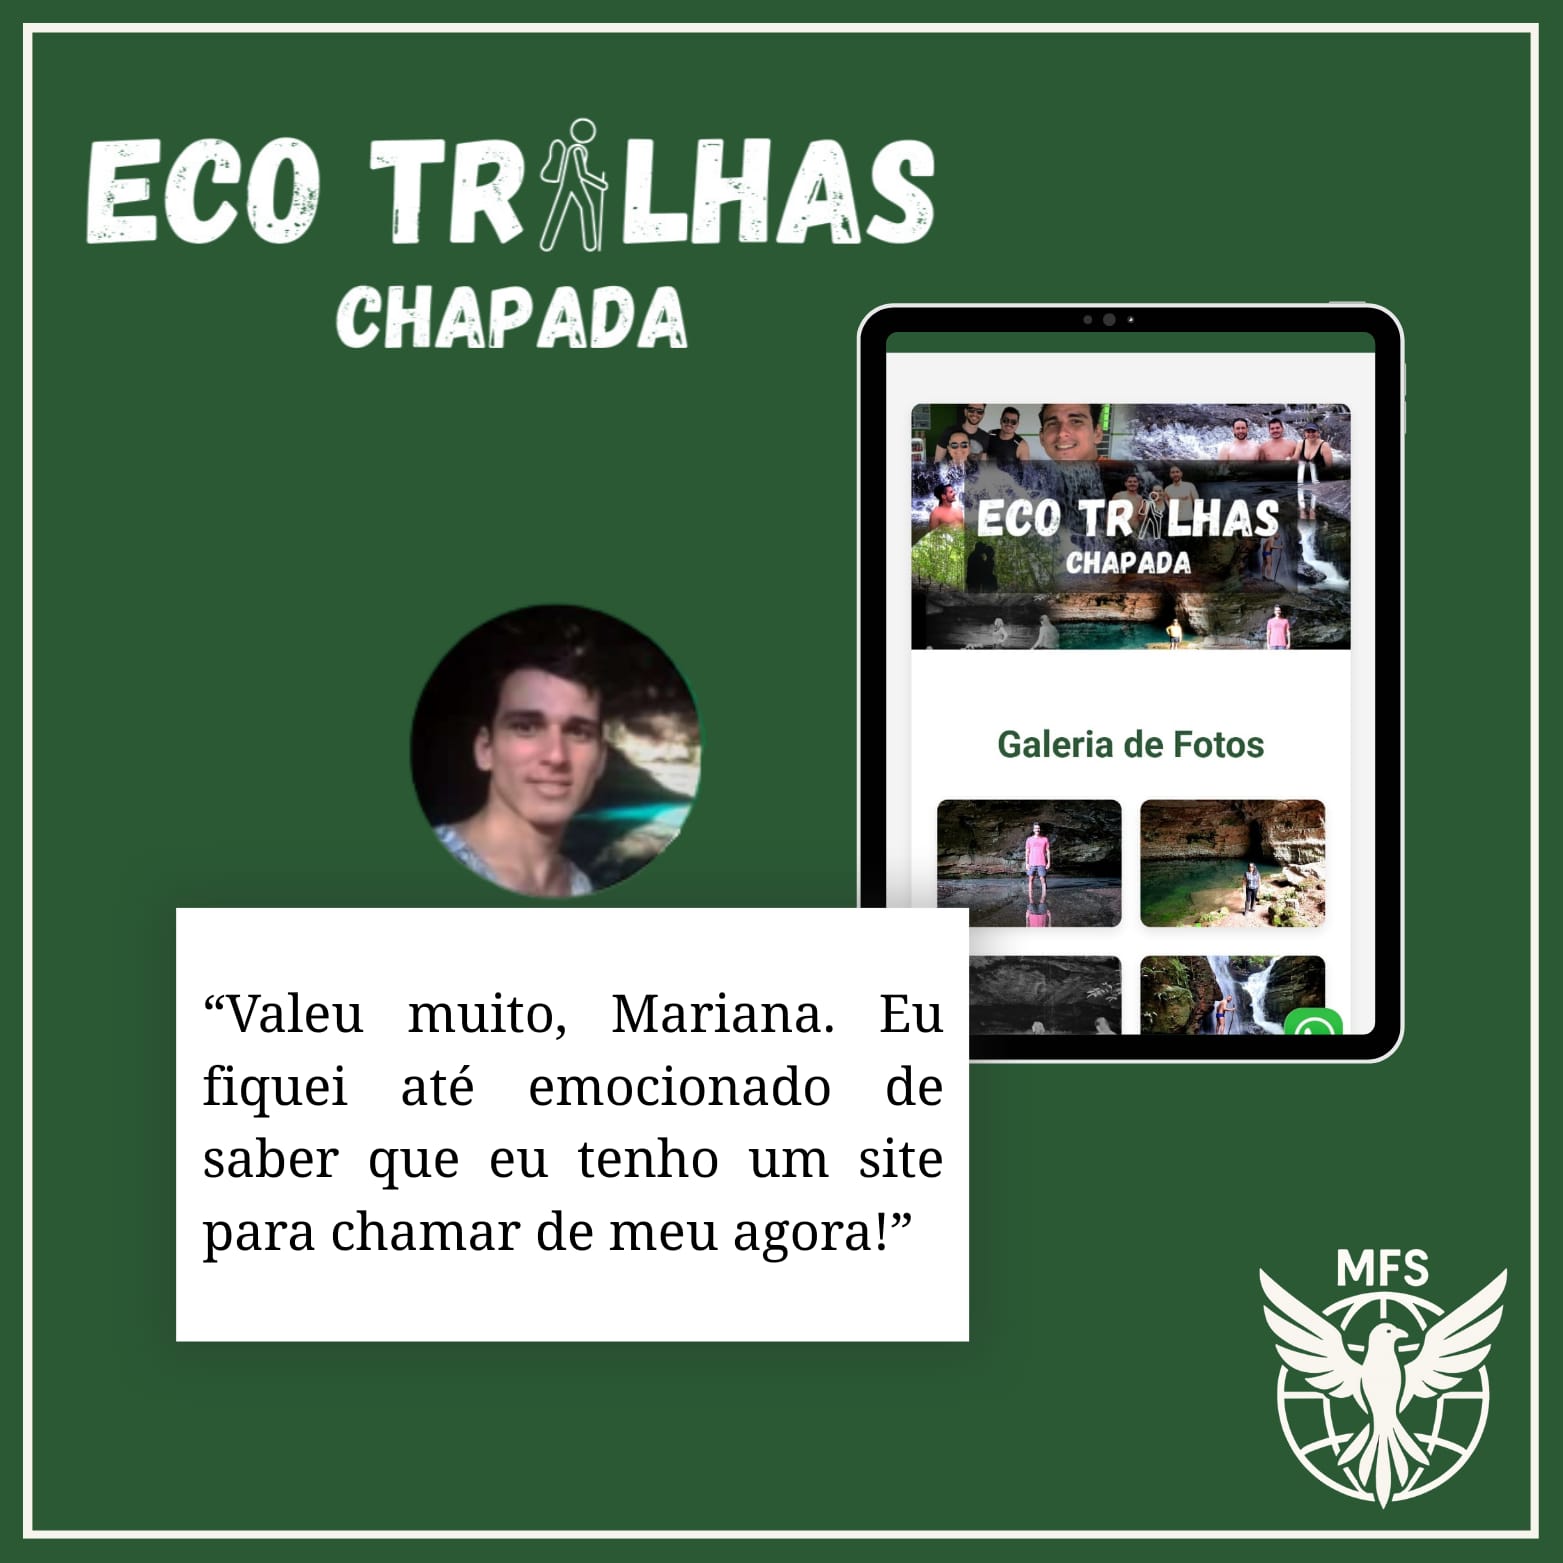 ECO TRILHAS
CHAPADA
ECO TRILHAS
CHAPADA
Galeria de Fotos
“Valeu muito, Mariana. Eu
fiquei até emocionado de
saber que eu tenho um site
para chamar de meu agora!”
MFS